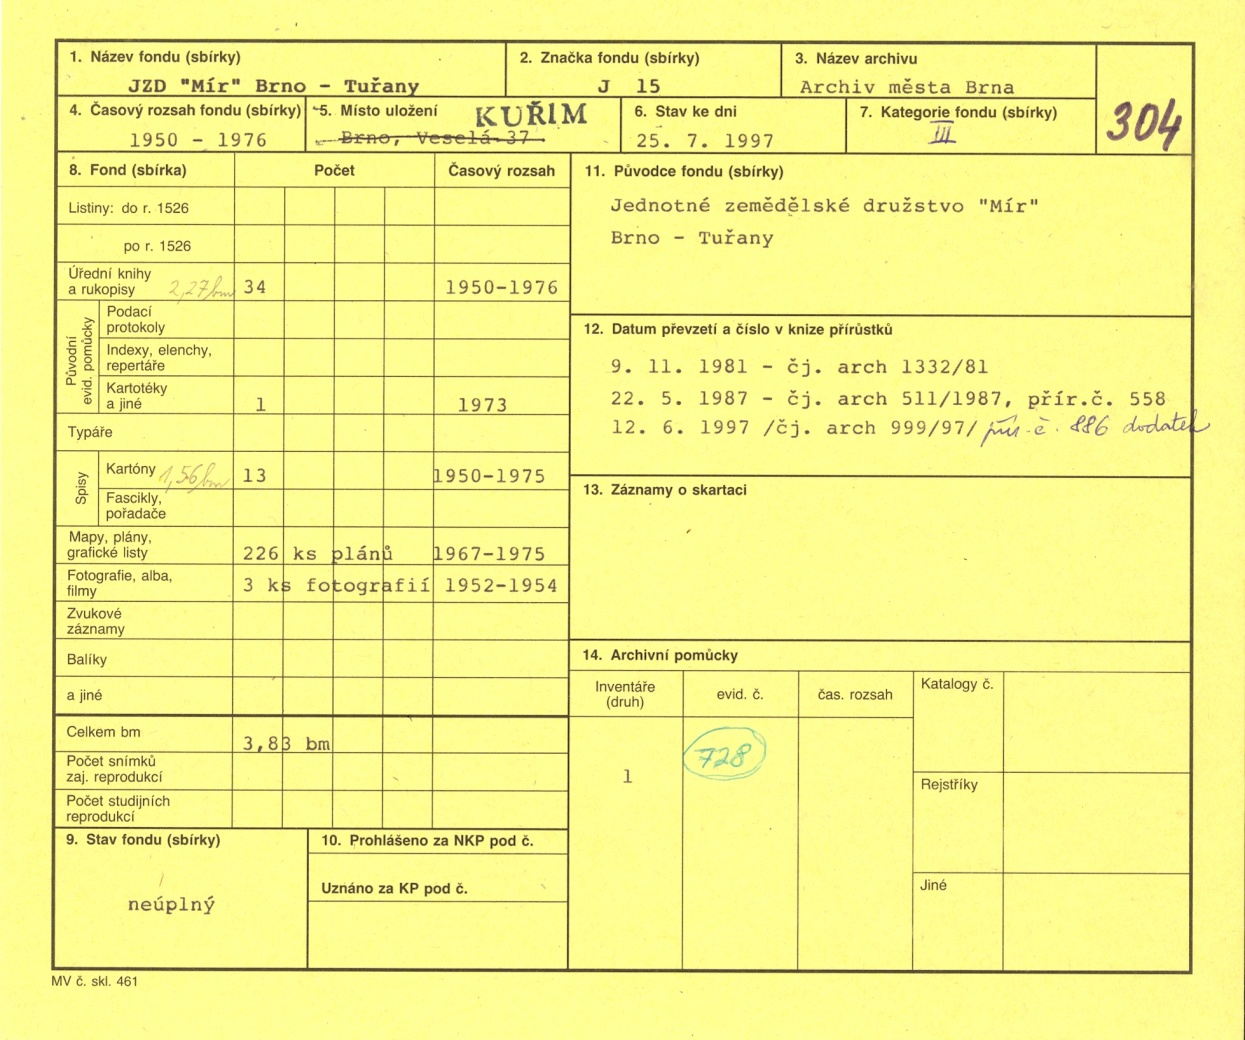 1. Název fondu (sbírky)
JZD "Mír" Brno - Tuřany
2. Značka fondu (sbírky)
J 15
3. Název archivu
Archiv města Brna
304
4. Časový rozsah fondu (sbírky)
1950 - 1976
5. Místo uložení
KUŘIM
Brno, Veselá 37
6. Stav ke dni
25. 7. 1997
7. Kategorie fondu (sbírky)
III
8. Fond (sbírka)
Počet
Časový rozsah
Listiny: do r. 1526
po r. 1526
Úřední knihy
a rukopisy 2,27 bm 34 1950-1976
Původní
evid. pomůcky
Podací
protokoly
Indexy, elenchy,
repertáře
Kartotéky
a jiné 1 1973
Typáře
Spisy
Kartóny 1,56 bm 13 1950-1975
Fascikly,
pořadače
Mapy, plány,
grafické listy 226 ks plánů 1967-1975
Fotografie, alba,
filmy 3 ks fotografií 1952-1954
Zvukové
záznamy
Balíky
a jiné
Celkem bm 3,83 bm
Počet snímků
zaj. reprodukcí
Počet studijních
reprodukcí
9. Stav fondu (sbírky)
neúplný
10. Prohlášeno za NKP pod č.
Uznáno za KP pod č.
11. Původce fondu (sbírky)
Jednotné zemědělské družstvo "Mír"
Brno - Tuřany
12. Datum převzetí a číslo v knize přírůstků
9. 11. 1981 - čj. arch 1332/81
22. 5. 1987 - čj. arch 511/1987, přír.č. 558
12. 6. 1997 /čj. arch 999/97/ přír. č. 886 dodatek
13. Záznamy o skartaci
14. Archivní pomůcky
Inventáře
(druh)
evid. č.
čas. rozsah
Katalogy č.
1
728
Rejstříky
Jiné
MV č. skl. 461